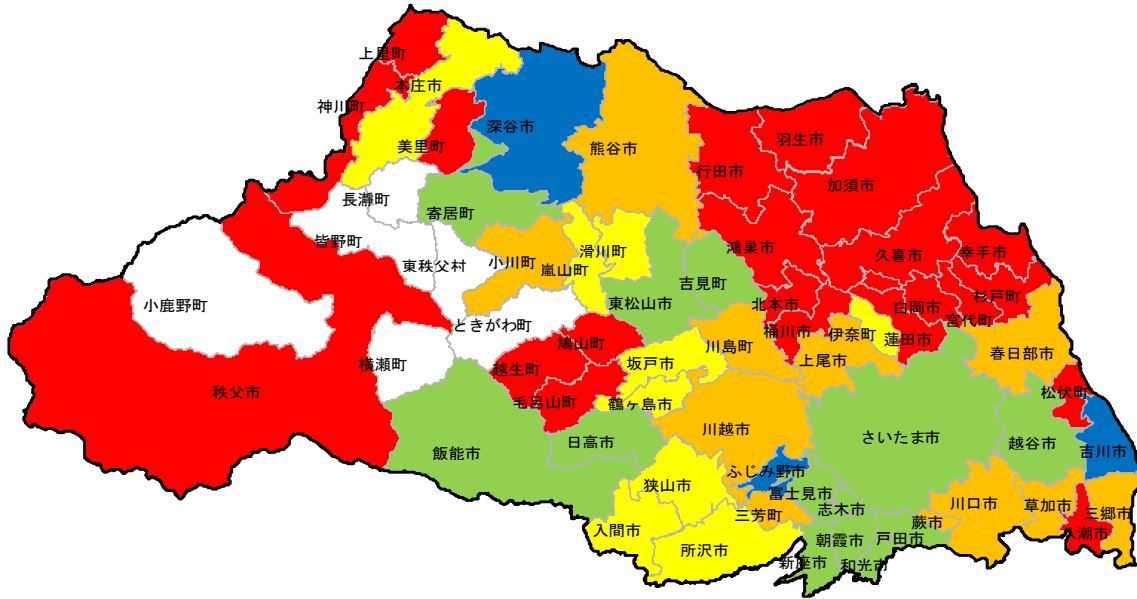 上里町
本庄市
神川町
美里町
深谷市
熊谷市
羽生市
行田市
加須市
長瀞町
寄居町
皆野町
東秩父村
小川町
嵐山町
滑川町
吉見町
鴻巣市
久喜市
幸手市
小鹿野町
東松山市
北本市
白岡市
杉戸町
ときがわ町
桶川市
伊奈町
宮代町
蓮田市
横瀬町
鳩山町
越生町
坂戸市
川島町
上尾市
春日部市
秩父市
毛呂山町
鶴ヶ島市
松伏町
飯能市
日高市
川越市
さいたま市
越谷市
吉川市
ふじみ野市
狭山市
富士見市
志木市
三芳町
入間市
所沢市
朝霞市
戸田市
蕨市
川口市
草加市
三郷市
八潮市
新座市
和光市